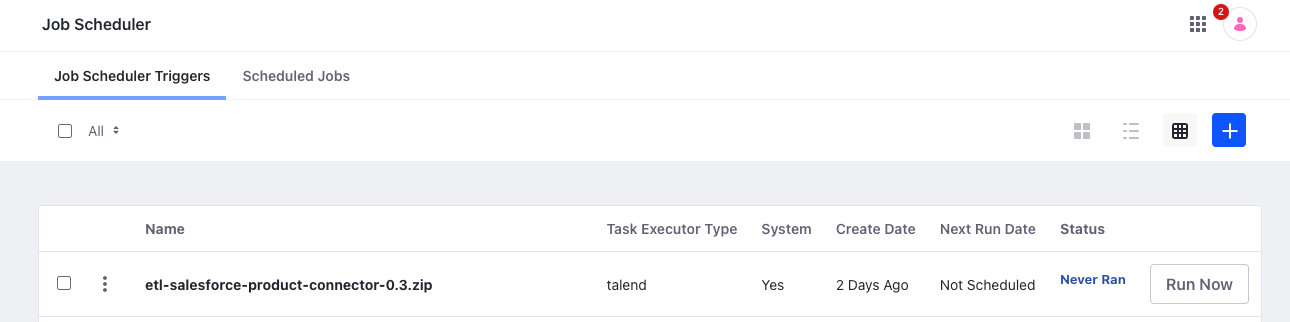 Job Scheduler
2
Job Scheduler Triggers Scheduled Jobs
All
Name Task Executor Type System Create Date Next Run Date Status
etl-salesforce-product-connector-0.3.zip talend Yes 2 Days Ago Not Scheduled Never Ran Run Now